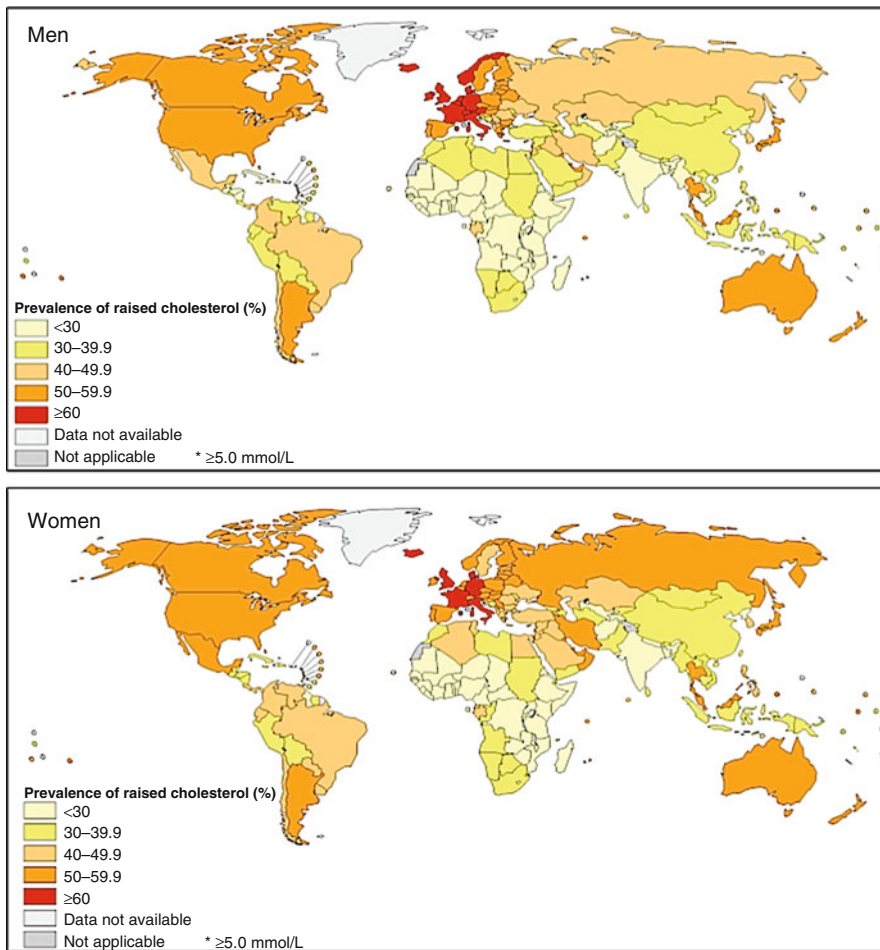 Men
Prevalence of raised cholesterol (%)
<30
30–39.9
40–49.9
50–59.9
≥60
Data not available
Not applicable * ≥5.0 mmol/L
Women
Prevalence of raised cholesterol (%)
<30
30–39.9
40–49.9
50–59.9
≥60
Data not available
Not applicable * ≥5.0 mmol/L